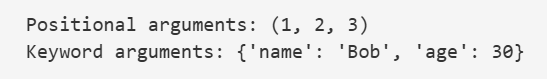 Positional arguments: (1, 2, 3)
Keyword arguments: {'name': 'Bob', 'age': 30}